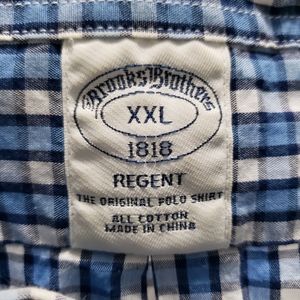 Brooks Brothers
XXL
1818
REGENT
THE ORIGINAL POLO SHIRT
ALL COTTON
MADE IN CHINA